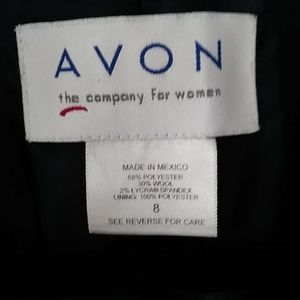 AVON
the company for women
MADE IN MEXICO
68% POLYESTER
30% WOOL
2% LYCRA® SPANDEX
LINING: 100% POLYESTER
8
SEE REVERSE FOR CARE